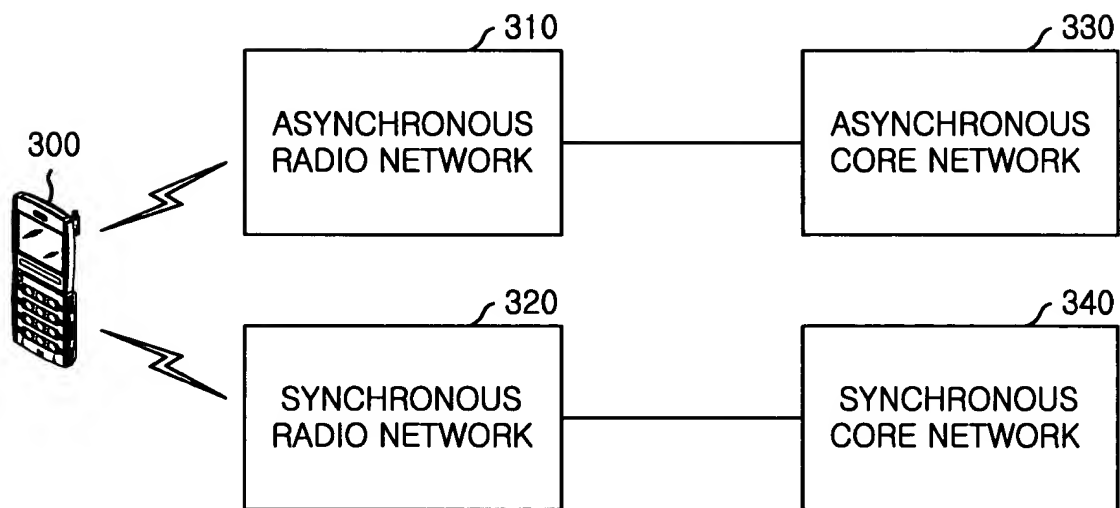 310
330
ASYNCHRONOUS
RADIO NETWORK
ASYNCHRONOUS
CORE NETWORK
300
320
340
SYNCHRONOUS
RADIO NETWORK
SYNCHRONOUS
CORE NETWORK